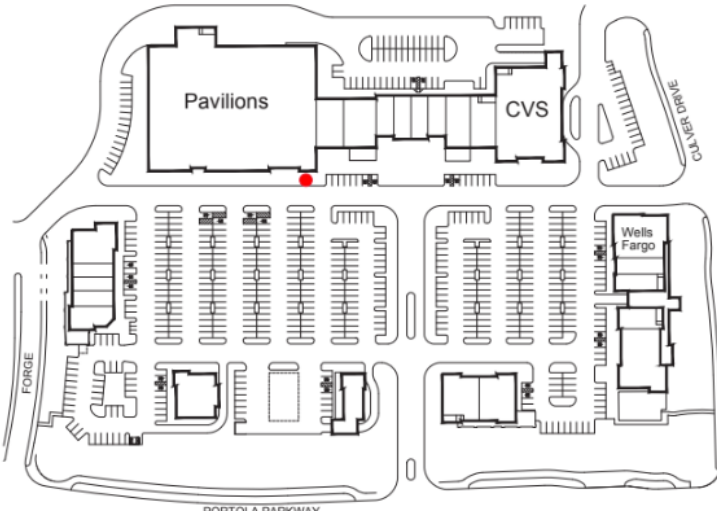 Pavilions
CVS
CULVER DRIVE
Wells
Fargo
FORGE
PORTOLA PARKWAY